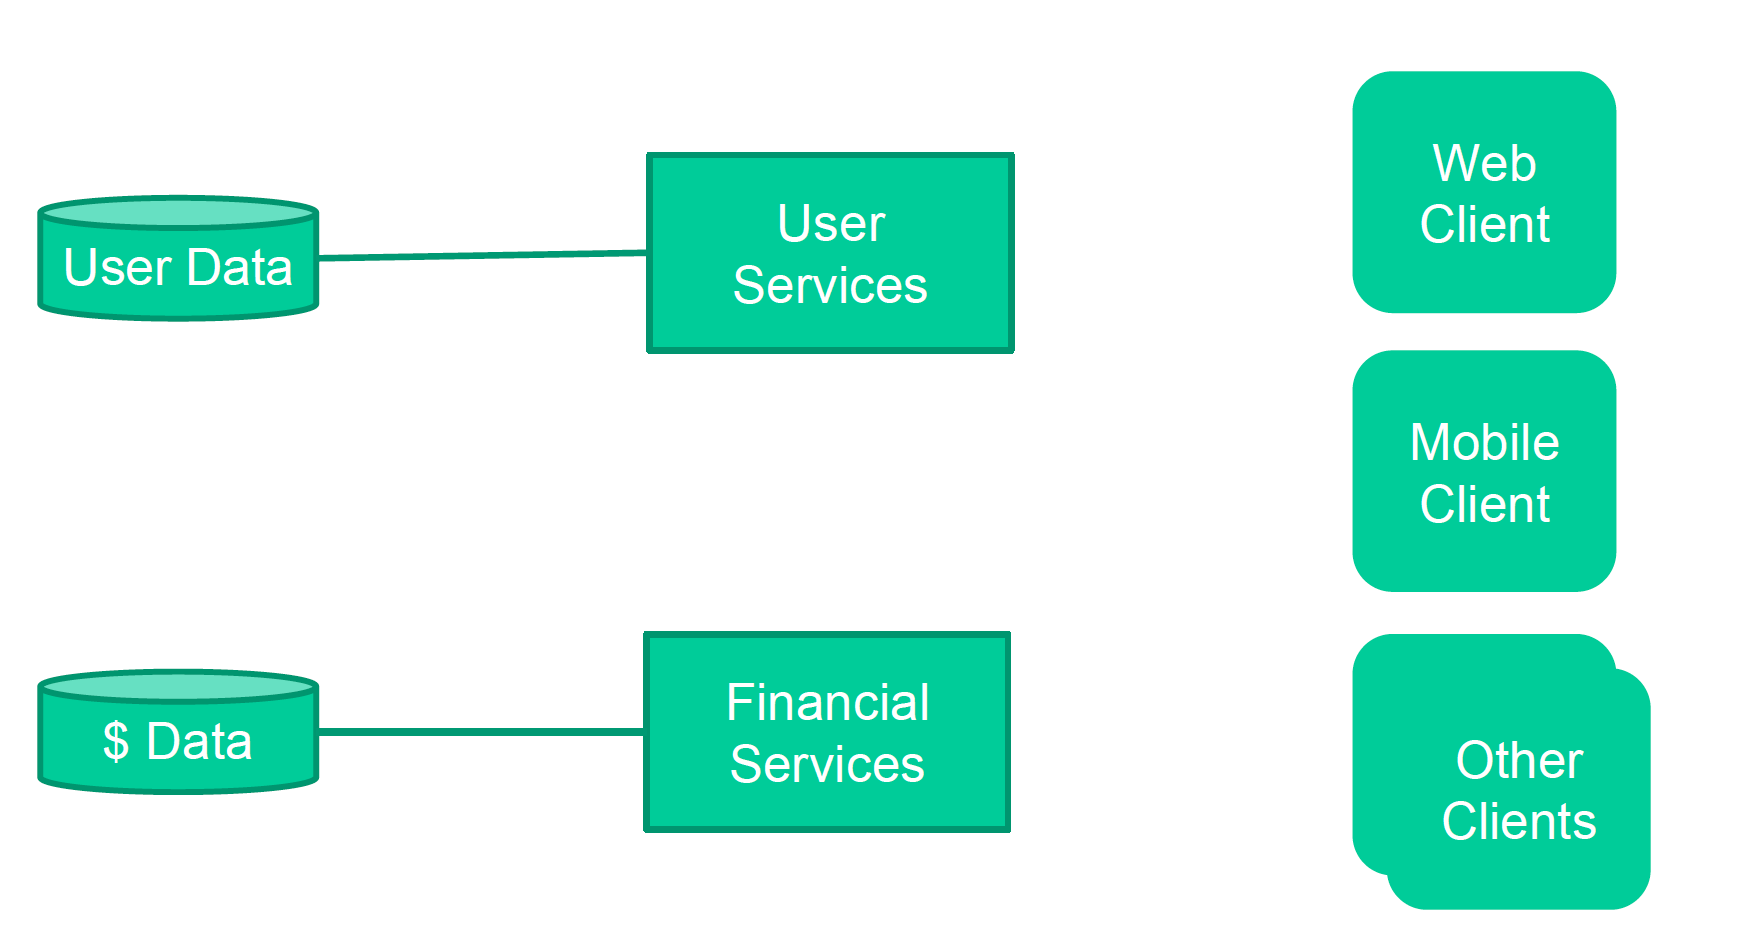 User Data
User
Services
Web
Client
Mobile
Client
$ Data
Financial
Services
Other
Clients